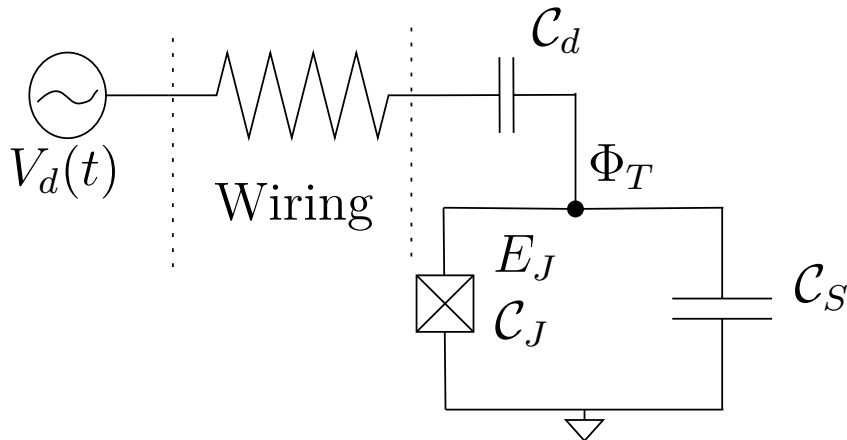 𝒞_d
V_d(t)
Wiring
Φ_T
E_J
𝒞_J
𝒞_S